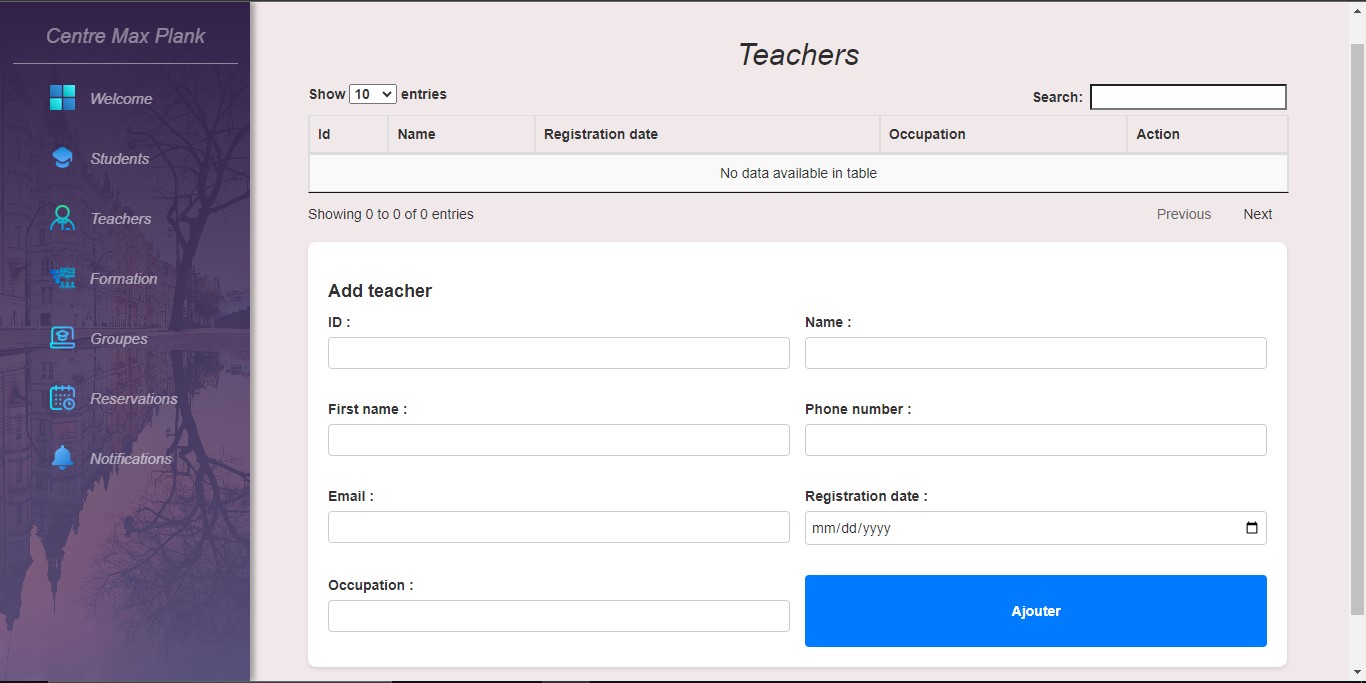 Centre Max Plank
Welcome
Students
Teachers
Formation
Groupes
Reservations
Notifications
Teachers
Show 10 entries
Search:
Id Name Registration date Occupation Action
No data available in table
Showing 0 to 0 of 0 entries
Previous Next
Add teacher
ID : Name :
First name : Phone number :
Email : Registration date :
mm/dd/yyyy
Occupation :
Ajouter